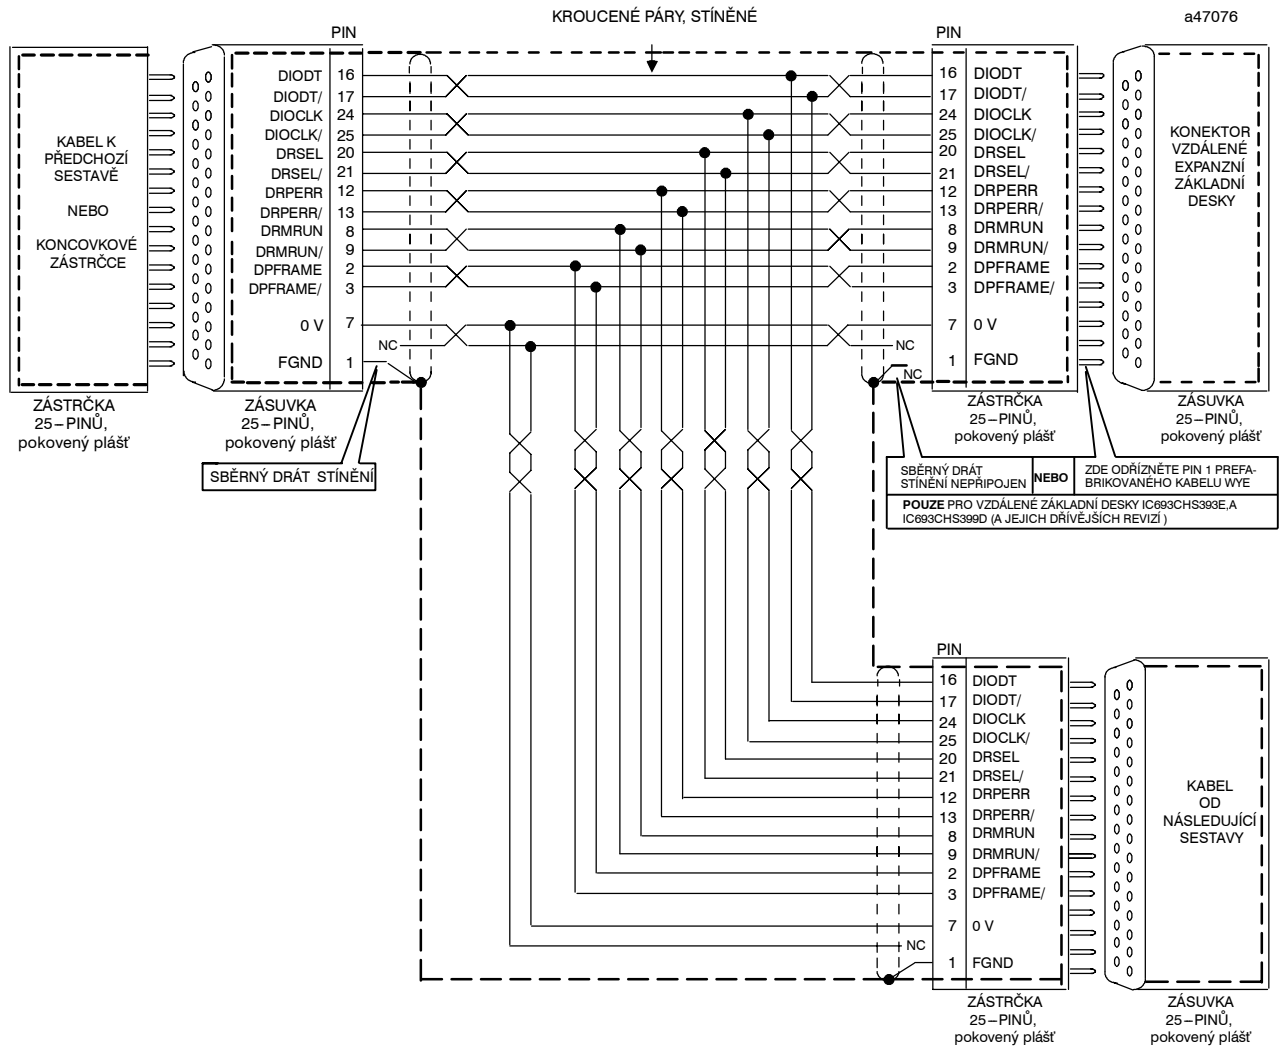 KROUCENÉ PÁRY, STÍNĚNÉ
a47076
PIN
KABEL K
PŘEDCHOZÍ
SESTAVĚ
NEBO
KONCOVKOVÉ
ZÁSTRČCE
DIODT 16
DIODT/ 17
DIOCLK 24
DIOCLK/ 25
DRSEL 20
DRSEL/ 21
DRPERR 12
DRPERR/ 13
DRMRUN 8
DRMRUN/ 9
DPFRAME 2
DPFRAME/ 3
0 V 7
NC
FGND 1
ZÁSTRČKA
25–PINŮ,
pokovený plášť
ZÁSUVKA
25–PINŮ,
pokovený plášť
SBĚRNÝ DRÁT STÍNĚNÍ
PIN
16 DIODT
17 DIODT/
24 DIOCLK
25 DIOCLK/
20 DRSEL
21 DRSEL/
12 DRPERR
13 DRPERR/
8 DRMRUN
9 DRMRUN/
2 DPFRAME
3 DPFRAME/
7 0 V
NC
1 FGND
NC
KONEKTOR
VZDÁLENÉ
EXPANZNÍ
ZÁKLADNÍ
DESKY
ZÁSTRČKA
25–PINŮ,
pokovený plášť
ZÁSUVKA
25–PINŮ,
pokovený plášť
SBĚRNÝ DRÁT
STÍNĚNÍ NEPŘIPOJEN
NEBO
ZDE ODŘÍZNĚTE PIN 1 PREFA-
BRIKOVANÉHO KABELU WYE
POUZE PRO VZDÁLENÉ ZÁKLADNÍ DESKY IC693CHS393E,A
IC693CHS399D (A JEJICH DŘÍVĚJŠÍCH REVIZÍ )
PIN
16 DIODT
17 DIODT/
24 DIOCLK
25 DIOCLK/
20 DRSEL
21 DRSEL/
12 DRPERR
13 DRPERR/
8 DRMRUN
9 DRMRUN/
2 DPFRAME
3 DPFRAME/
7 0 V
NC
1 FGND
KABEL
OD
NÁSLEDUJÍCÍ
SESTAVY
ZÁSTRČKA
25–PINŮ,
pokovený plášť
ZÁSUVKA
25–PINŮ,
pokovený plášť